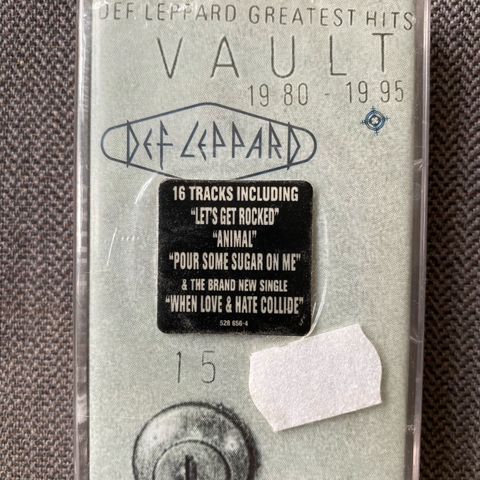 DEF LEPPARD GREATEST HITS
VAULT
1980 - 1995
DEF LEPPARD
16 TRACKS INCLUDING
"LET'S GET ROCKED"
"ANIMAL"
"POUR SOME SUGAR ON ME"
& THE BRAND NEW SINGLE
"WHEN LOVE & HATE COLLIDE"
528 656-4
15